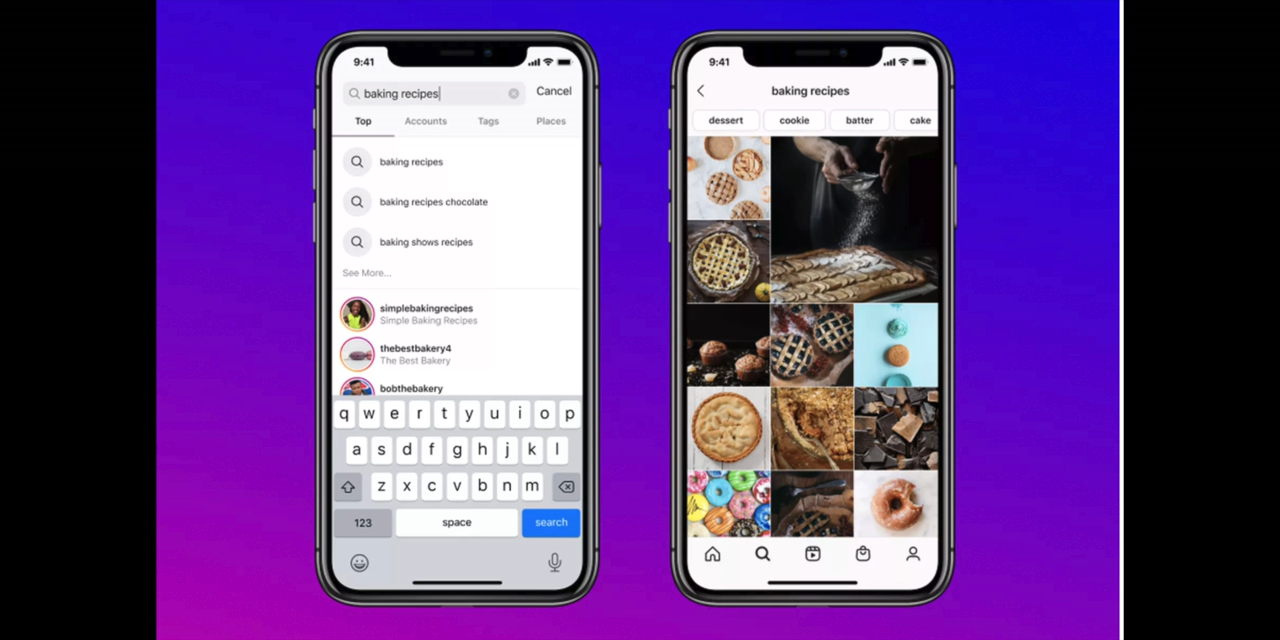 9:41
baking recipes
Cancel
Top Accounts Tags Places
baking recipes
baking recipes chocolate
baking shows recipes
See More...
simplebakingrecipes
Simple Baking Recipes
thebestbakery4
The Best Bakery
bobthebakery
q w e r t y u i o p
a s d f g h j k l
z x c v b n m
123 space search
9:41
baking recipes
dessert cookie batter cake